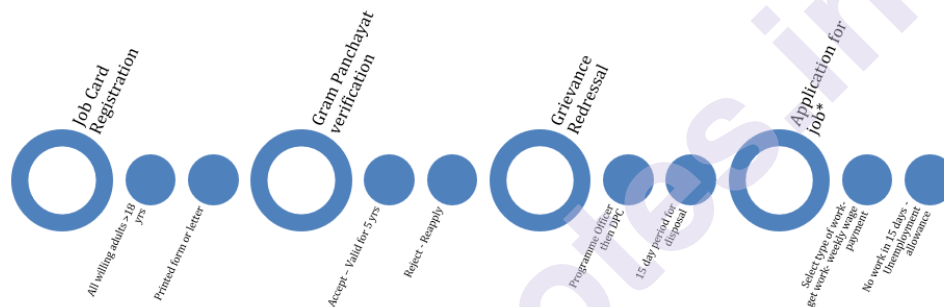 Job Card
Registration
All willing adults >18
yrs
Printed form or letter
Gram Panchayat
verification
Accept – Valid for 5 yrs
Reject - Reapply
Grievance
Redressal
Programme Officer
then DPC
15 day period for
disposal
Application for
job*
Select type of work-
get work- weekly wage
payment
No work in 15 days -
Unemployment
allowance
otes.in